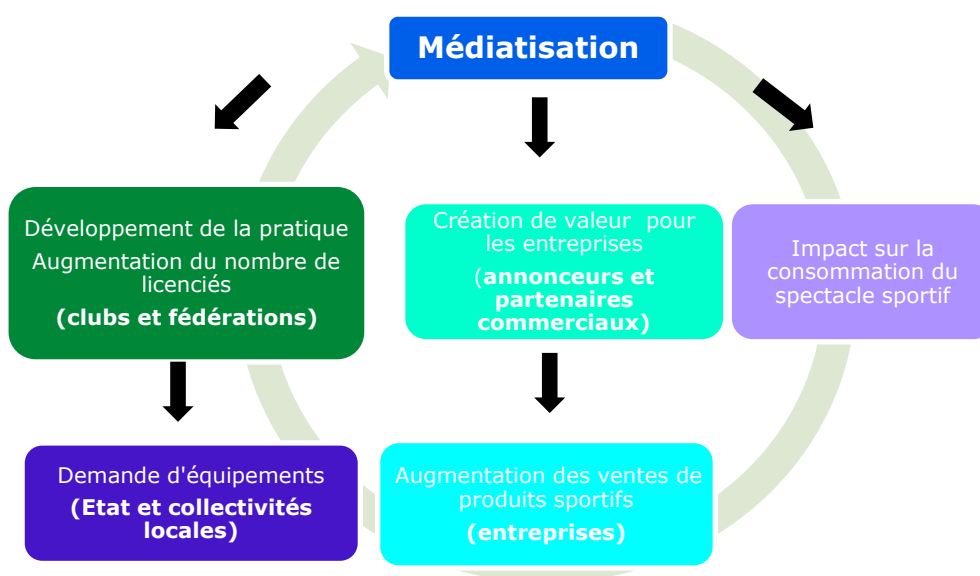 Médiatisation
Développement de la pratique
Augmentation du nombre de
licenciés
(clubs et fédérations)
Création de valeur  pour
les entreprises
(annonceurs et
partenaires
commerciaux)
Impact sur la
consommation du
spectacle sportif
Demande d'équipements
(Etat et collectivités
locales)
Augmentation des ventes de
produits sportifs
(entreprises)